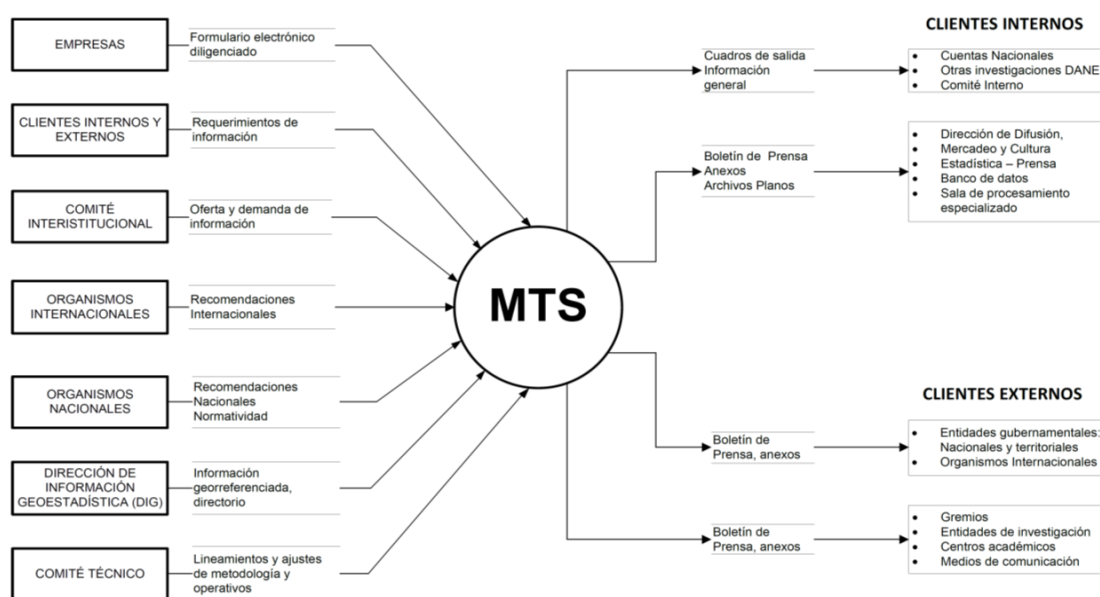 EMPRESAS
Formulario electrónico
diligenciado
CLIENTES INTERNOS Y
EXTERNOS
Requerimientos de
información
COMITÉ
INTERISTITUCIONAL
Oferta y demanda de
información
ORGANISMOS
INTERNACIONALES
Recomendaciones
Internacionales
ORGANISMOS
NACIONALES
Recomendaciones
Nacionales
Normatividad
DIRECCIÓN DE
INFORMACIÓN
GEOESTADÍSTICA (DIG)
Información
georreferenciada,
directorio
COMITÉ TÉCNICO
Lineamientos y ajustes
de metodología y
operativos
MTS
CLIENTES INTERNOS
Cuadros de salida
Información
general
• Cuentas Nacionales
• Otras investigaciones DANE
• Comité Interno
Boletín de Prensa
Anexos
Archivos Planos
• Dirección de Difusión,
• Mercadeo y Cultura
• Estadística – Prensa
• Banco de datos
• Sala de procesamiento
especializado
CLIENTES EXTERNOS
Boletín de
Prensa, anexos
• Entidades gubernamentales:
Nacionales y territoriales
• Organismos Internacionales
Boletín de
Prensa, anexos
• Gremios
• Entidades de investigación
• Centros académicos
• Medios de comunicación